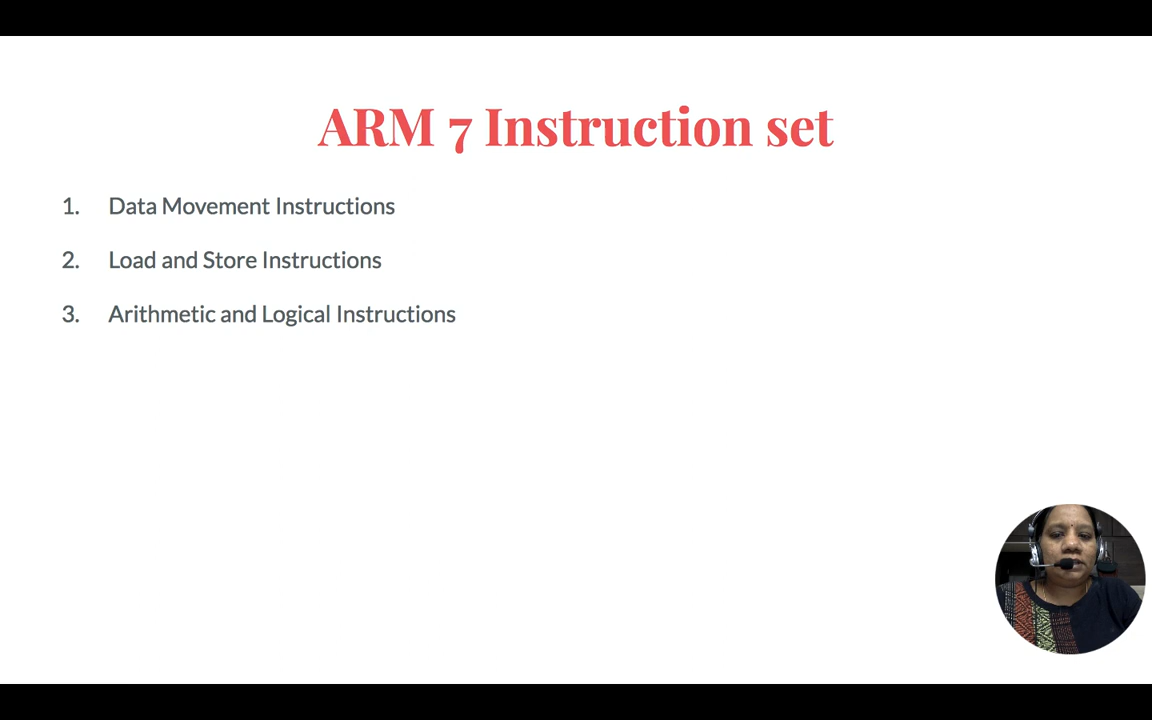 ARM 7 Instruction set
1. Data Movement Instructions
2. Load and Store Instructions
3. Arithmetic and Logical Instructions